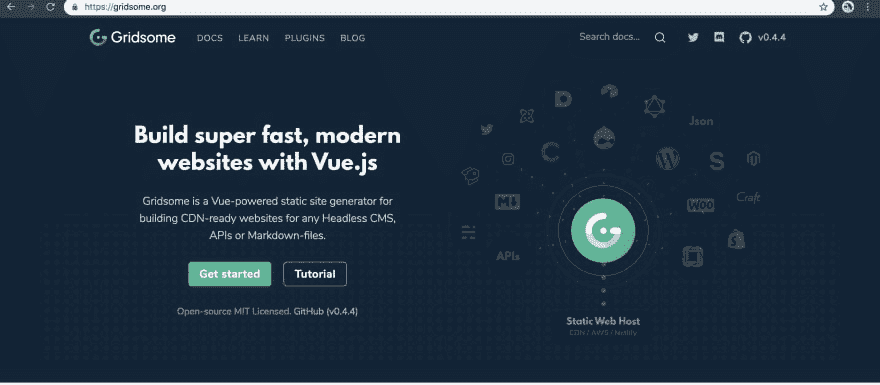 https://gridsome.org
Gridsome DOCS LEARN PLUGINS BLOG Search docs... v0.4.4
Build super fast, modern
websites with Vue.js
Gridsome is a Vue-powered static site generator for
building CDN-ready websites for any Headless CMS,
APIs or Markdown-files.
Get started Tutorial
Open-source MIT Licensed. GitHub (v0.4.4)
Json
Craft
WOO
APIs
Static Web Host
CDN / AWS / Netlify